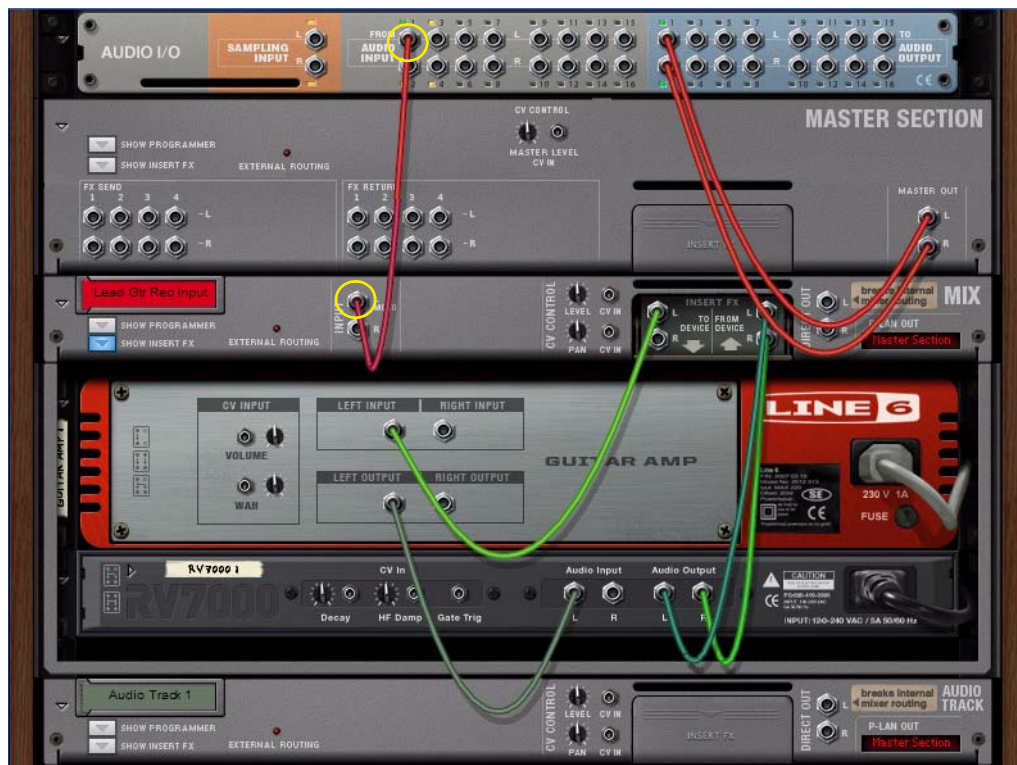 AUDIO I/O
SAMPLING INPUT
L
R
FROM AUDIO INPUT
1 3 5 7 9 11 13 15
L
R
2 4 6 8 10 12 14 16
1 3 5 7 9 11 13 15
L
R
2 4 6 8 10 12 14 16
TO AUDIO OUTPUT
CE
MASTER SECTION
SHOW PROGRAMMER
SHOW INSERT FX
EXTERNAL ROUTING
CV CONTROL
MASTER LEVEL
CV IN
FX SEND
1 2 3 4
-L
-R
FX RETURN
1 2 3 4
-L
-R
INSERT FX
MASTER OUT
L
R
Lead Gtr Rec Input
SHOW PROGRAMMER
SHOW INSERT FX
EXTERNAL ROUTING
INPUT
R
CV CONTROL
LEVEL CV IN
PAN CV IN
INSERT FX
L TO DEVICE FROM DEVICE L
R R
DIRECT OUT
L
R
breaks internal mixer routing
MIX
P-LAN OUT
Master Section
GUITAR AMP 1
CV INPUT
VOLUME
WAH
LEFT INPUT RIGHT INPUT
LEFT OUTPUT RIGHT OUTPUT
GUITAR AMP
LINE 6
Line 6
CE
230 V 1A
FUSE
RV7000 1
RV7000
CV In
Decay HF Damp Gate Trig
Audio Input
L R
Audio Output
L R
CAUTION
CE
INPUT: 120-240 VAC / 5A 50/60 Hz
Audio Track 1
SHOW PROGRAMMER
SHOW INSERT FX
EXTERNAL ROUTING
CV CONTROL
LEVEL CV IN
PAN CV IN
INSERT FX
DIRECT OUT
L
R
breaks internal mixer routing
AUDIO TRACK
P-LAN OUT
Master Section